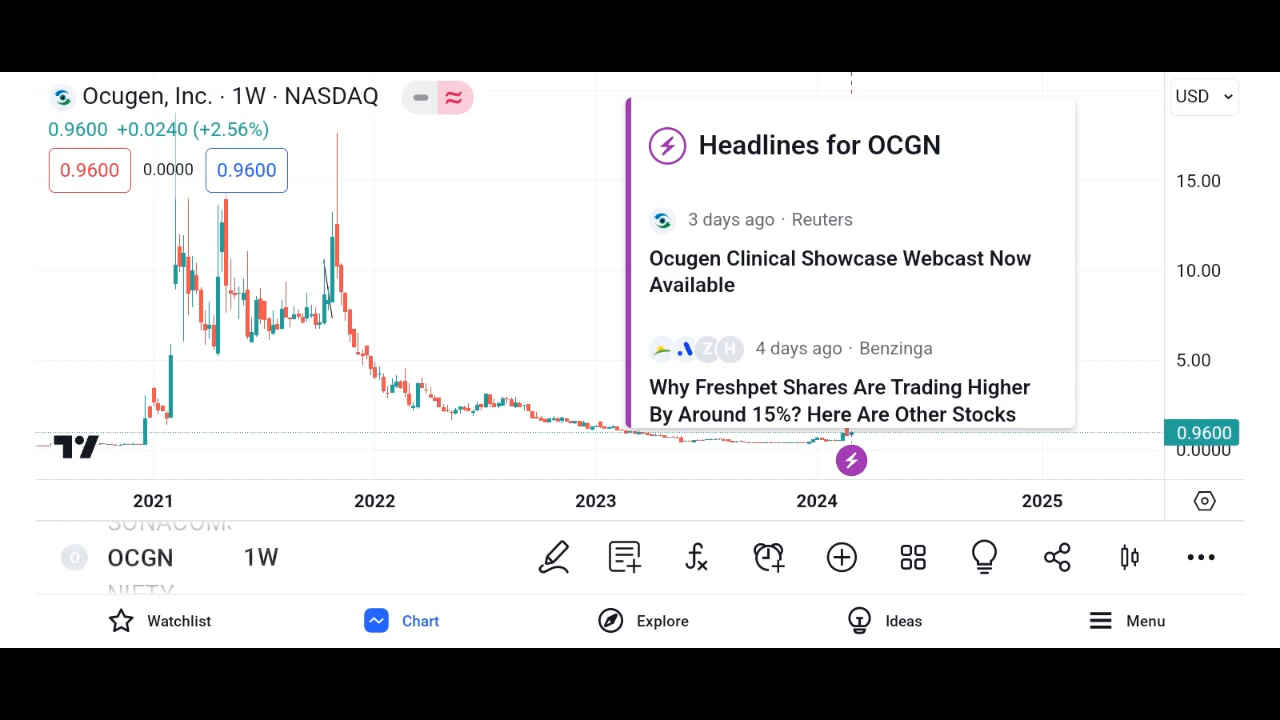 Ocugen, Inc. · 1W · NASDAQ
USD
0.9600 +0.0240 (+2.56%)
0.9600 0.0000 0.9600
Headlines for OCGN
3 days ago · Reuters
Ocugen Clinical Showcase Webcast Now
Available
Z H 4 days ago · Benzinga
Why Freshpet Shares Are Trading Higher
By Around 15%? Here Are Other Stocks
15.00
10.00
5.00
0.9600
0.0000
2021 2022 2023 2024 2025
SONACOMS
O OCGN 1W
NIFTY
Watchlist Chart Explore Ideas Menu